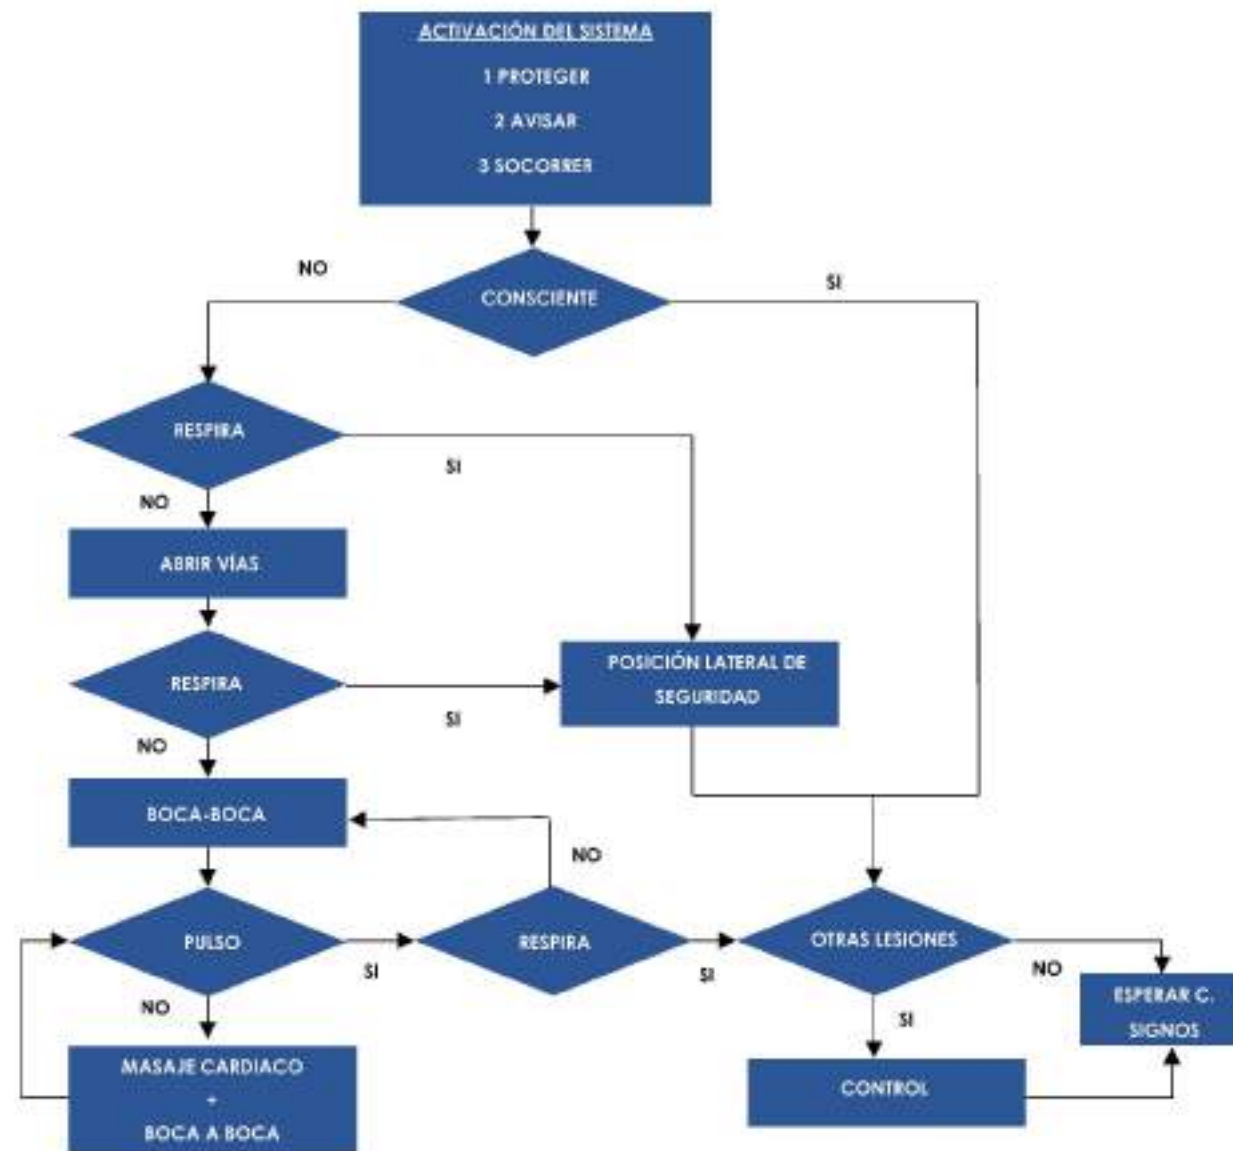 ACTIVACIÓN DEL SISTEMA
1 PROTEGER
2 AVISAR
3 SOCORRER
NO
CONSCIENTE
SI
RESPIRA
SI
NO
ABRIR VÍAS
RESPIRA
SI
POSICIÓN LATERAL DE
SEGURIDAD
NO
BOCA-BOCA
NO
PULSO
SI
RESPIRA
SI
OTRAS LESIONES
NO
ESPERAR C.
SIGNOS
NO
SI
MASAJE CARDIACO
+
BOCA A BOCA
CONTROL